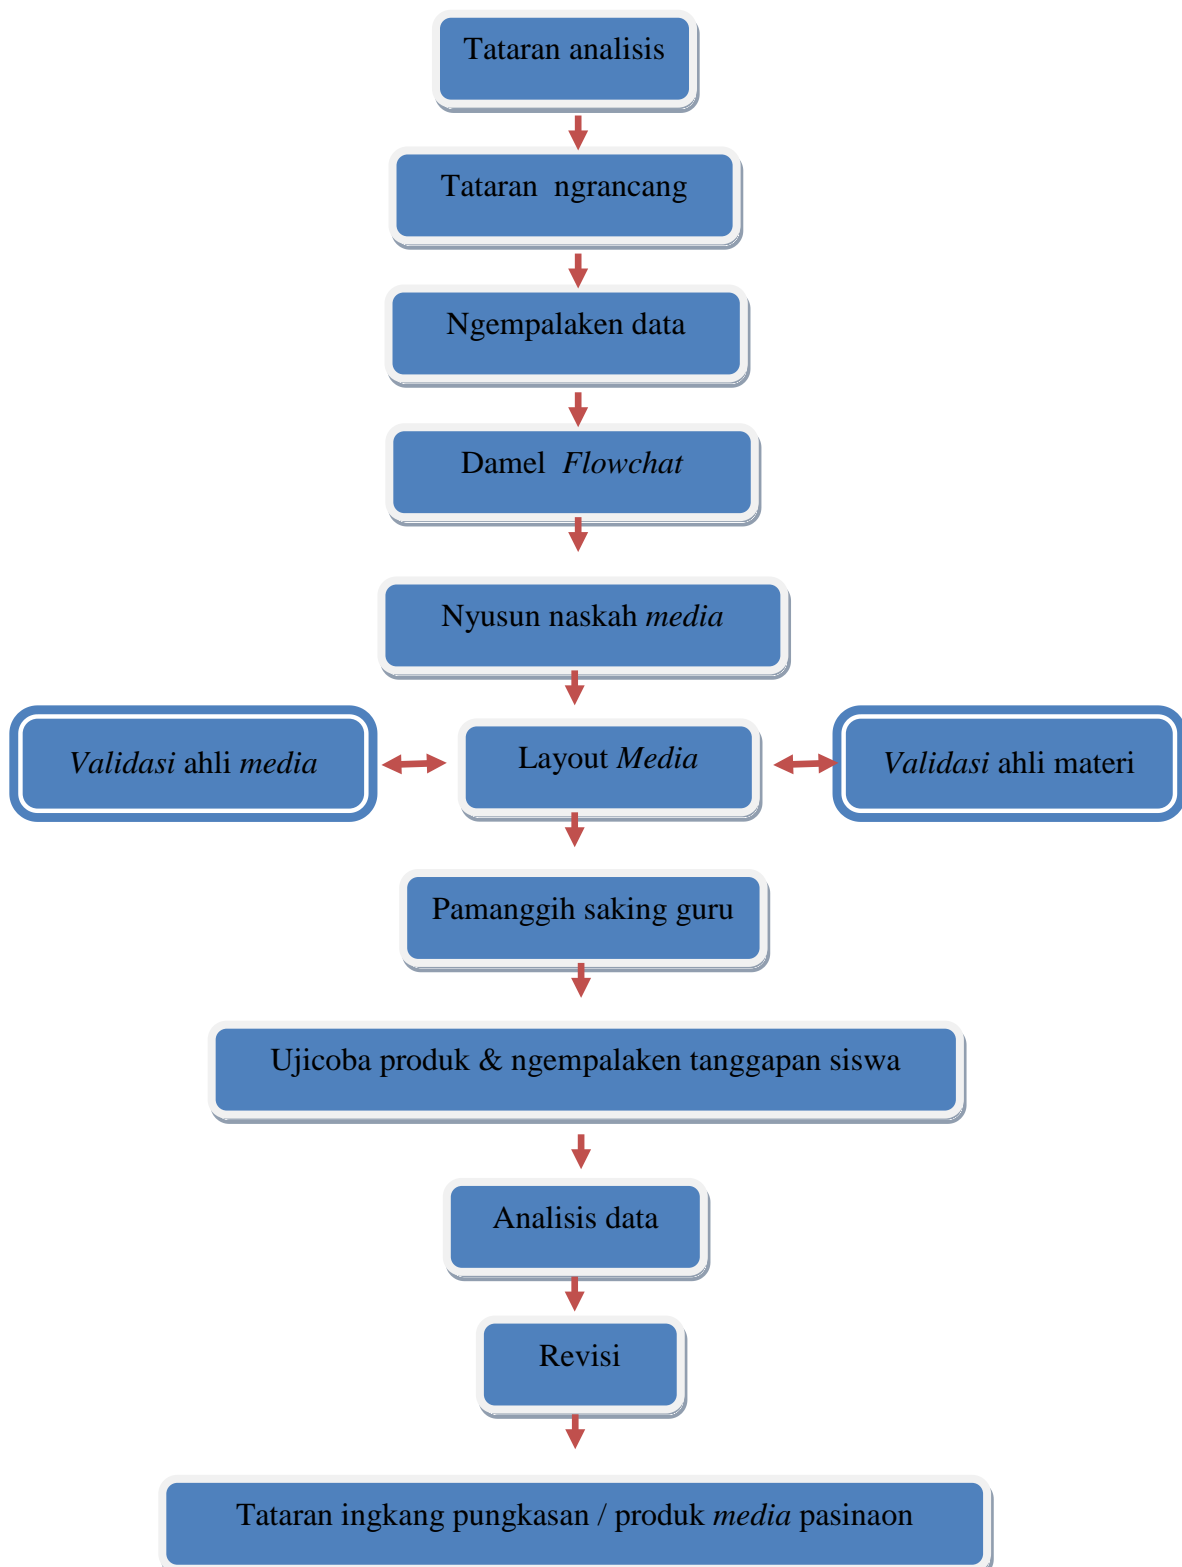 Tataran analisis
Tataran ngrancang
Ngempalaken data
Damel Flowchat
Nyusun naskah media
Validasi ahli media
Layout Media
Validasi ahli materi
Pamanggih saking guru
Ujicoba produk & ngempalaken tanggapan siswa
Analisis data
Revisi
Tataran ingkang pungkasan / produk media pasinaon